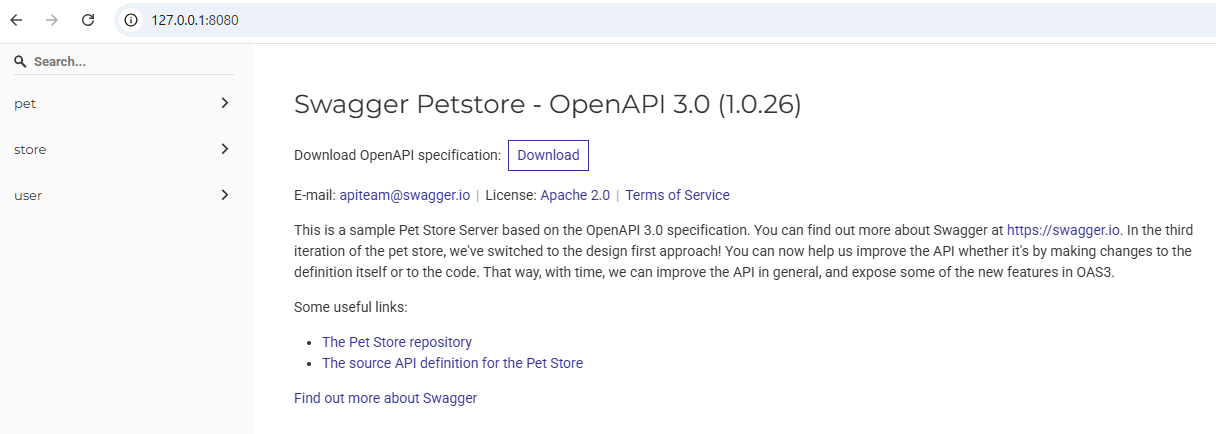 127.0.0.1:8080
Search...
pet
store
user
Swagger Petstore - OpenAPI 3.0 (1.0.26)
Download OpenAPI specification: Download
E-mail: apiteam@swagger.io | License: Apache 2.0 | Terms of Service
This is a sample Pet Store Server based on the OpenAPI 3.0 specification. You can find out more about Swagger at https://swagger.io. In the third
iteration of the pet store, we've switched to the design first approach! You can now help us improve the API whether it's by making changes to the
definition itself or to the code. That way, with time, we can improve the API in general, and expose some of the new features in OAS3.
Some useful links:
• The Pet Store repository
• The source API definition for the Pet Store
Find out more about Swagger